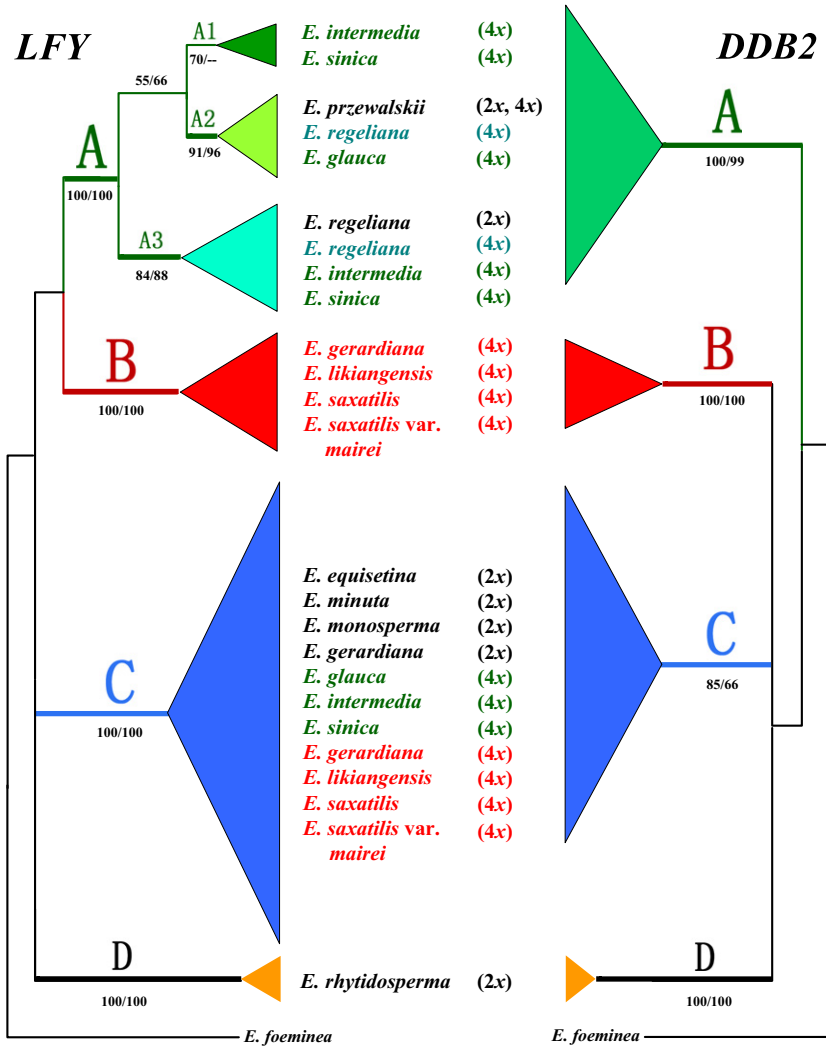 LFY
DDB2
A1
70/--
55/66
A2
91/96
A
100/100
A3
84/88
B
100/100
C
100/100
D
100/100
E. foeminea
E. intermedia (4x)
E. sinica (4x)
E. przewalskii (2x, 4x)
E. regeliana (4x)
E. glauca (4x)
E. regeliana (2x)
E. regeliana (4x)
E. intermedia (4x)
E. sinica (4x)
E. gerardiana (4x)
E. likiangensis (4x)
E. saxatilis (4x)
E. saxatilis var. (4x)
mairei
E. equisetina (2x)
E. minuta (2x)
E. monosperma (2x)
E. gerardiana (2x)
E. glauca (4x)
E. intermedia (4x)
E. sinica (4x)
E. gerardiana (4x)
E. likiangensis (4x)
E. saxatilis (4x)
E. saxatilis var. (4x)
mairei
E. rhytidosperma (2x)
A
100/99
B
100/100
C
85/66
D
100/100
E. foeminea